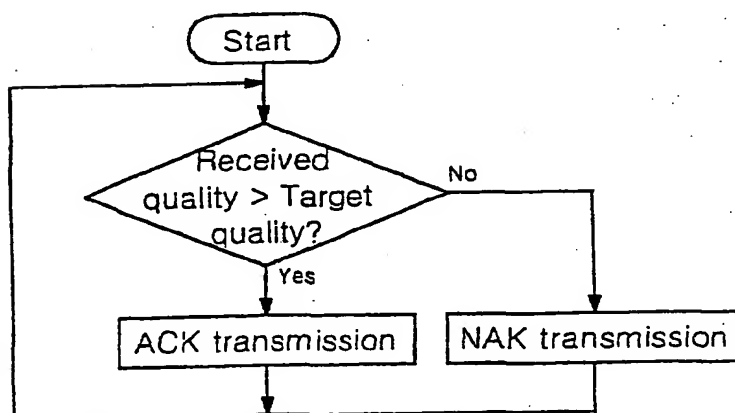 Start
Received
quality > Target
quality?
No
Yes
ACK transmission
NAK transmission